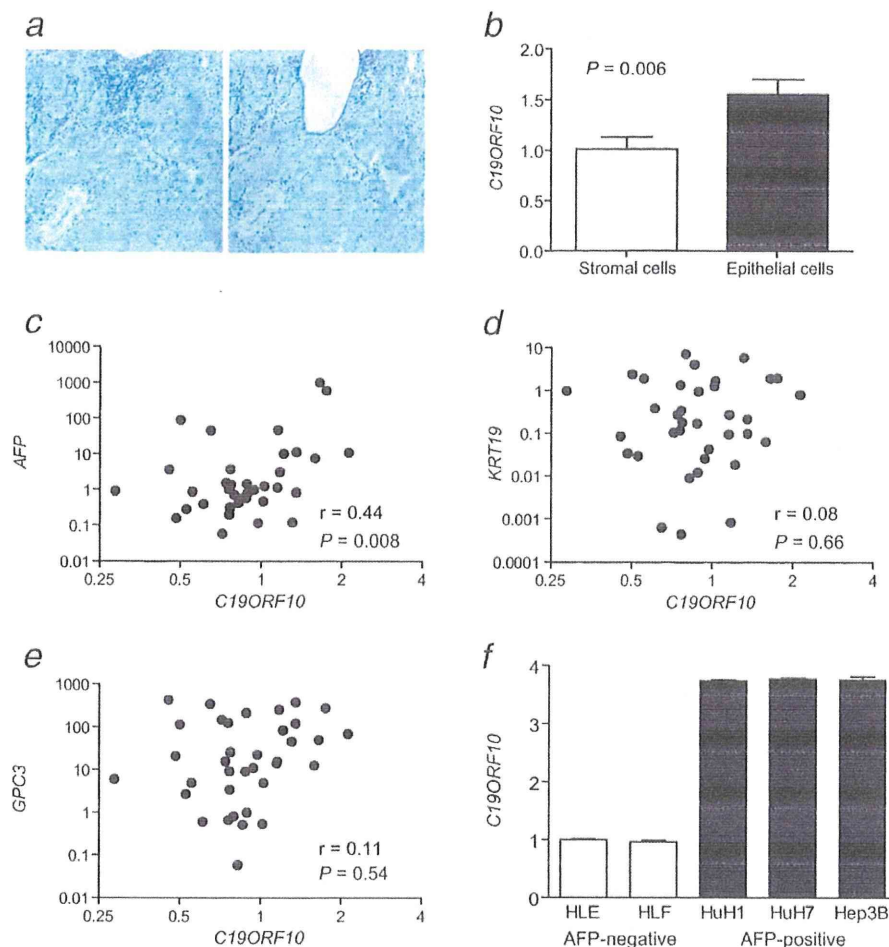 a
b
2.0
1.5
1.0
0.5
0.0
C19ORF10
P = 0.006
Stromal cells
Epithelial cells
c
10000
1000
100
10
1
0.1
0.01
AFP
r = 0.44
P = 0.008
0.25
0.5
1
2
4
C19ORF10
d
10
1
0.1
0.01
0.001
0.0001
KRT19
r = 0.08
P = 0.66
0.25
0.5
1
2
4
C19ORF10
e
1000
100
10
1
0.1
0.01
GPC3
r = 0.11
P = 0.54
0.25
0.5
1
2
4
C19ORF10
f
4
3
2
1
0
C19ORF10
HLE
HLF
HuH1
HuH7
Hep3B
AFP-negative
AFP-positive